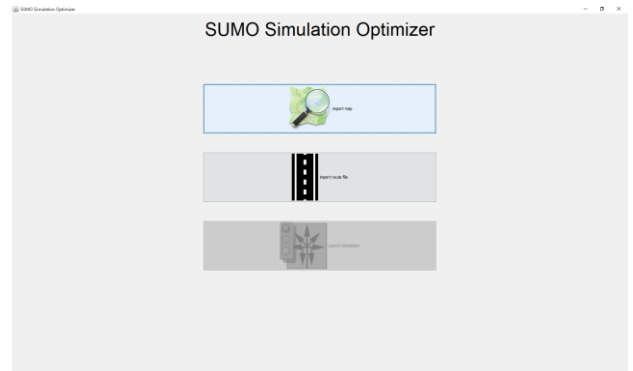 SUMO Simulation Optimizer
SUMO Simulation Optimizer
Import map
Import route file
Launch Simulation